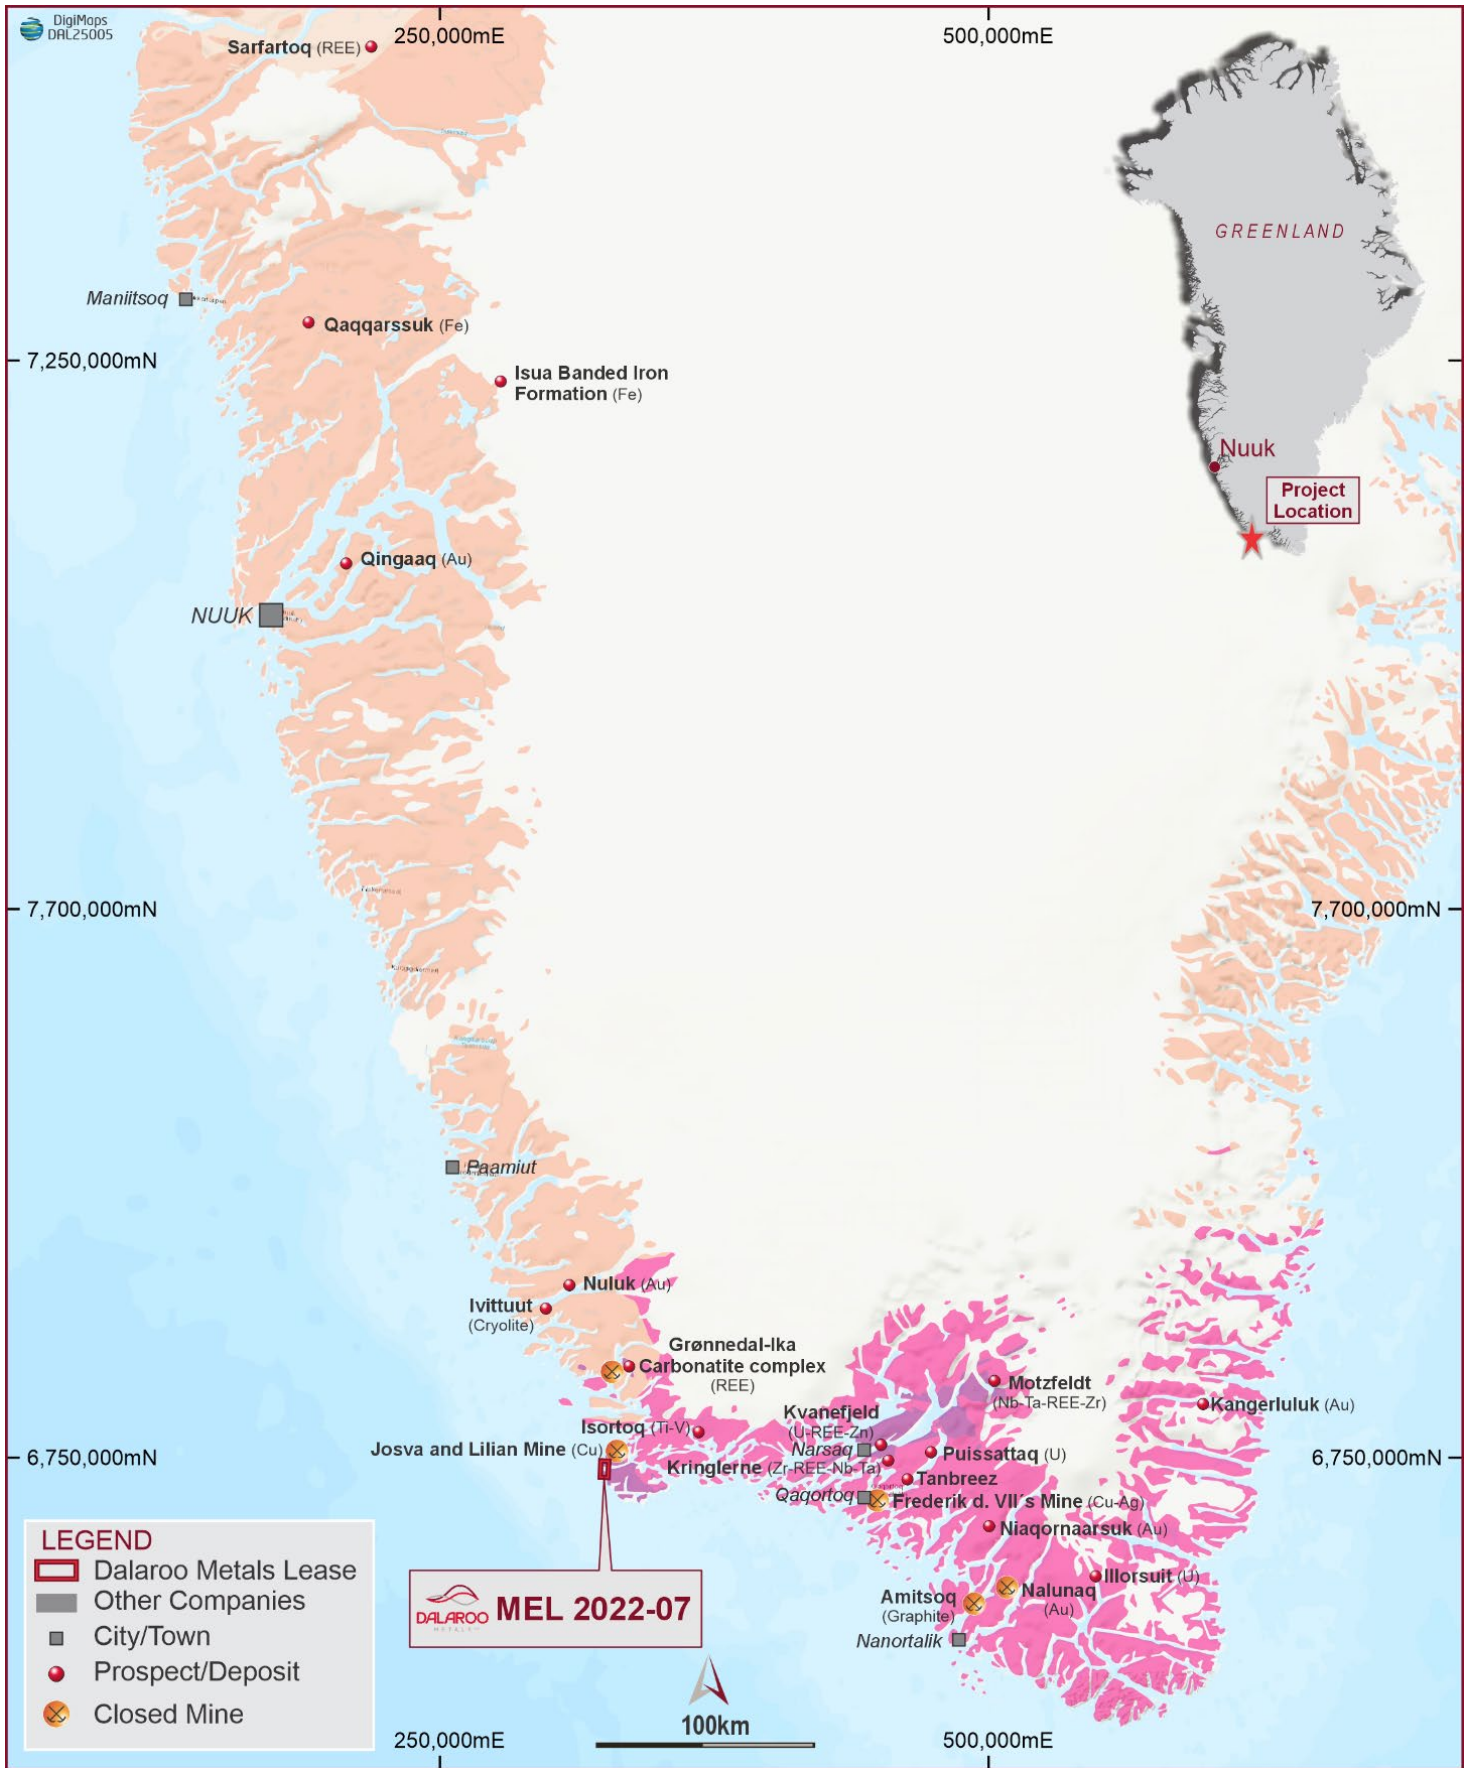 DigiMaps
DAL25005
250,000mE
500,000mE
Sarfartoq (REE)
GREENLAND
Maniitsoq
Qaqqarssuk (Fe)
7,250,000mN
Isua Banded Iron
Formation (Fe)
Nuuk
Project
Location
Qingaaq (Au)
NUUK
7,700,000mN
7,700,000mN
Paamiut
Nuluk (Au)
Ivittuut
(Cryolite)
Grønnedal-Ika
Carbonatite complex
(REE)
Motzfeldt
(Nb-Ta-REE-Zr)
Kangerluluk (Au)
Kvanefjeld
(U-REE-Zn)
Isortoq (Ti-V)
Narsaq
Josva and Lilian Mine (Cu)
Puissattaq (U)
6,750,000mN
6,750,000mN
Kringlerne (Zr-REE-Nb-Ta)
Tanbreez
Qaqortoq
Frederik d. VII's Mine (Cu-Ag)
Niaqornaarsuk (Au)
Illorsuit (U)
Amitsoq
(Graphite)
Nalunaq
(Au)
Nanortalik
LEGEND
Dalaroo Metals Lease
Other Companies
City/Town
Prospect/Deposit
Closed Mine
DALAROO
METALS
MEL 2022-07
100km
250,000mE
500,000mE